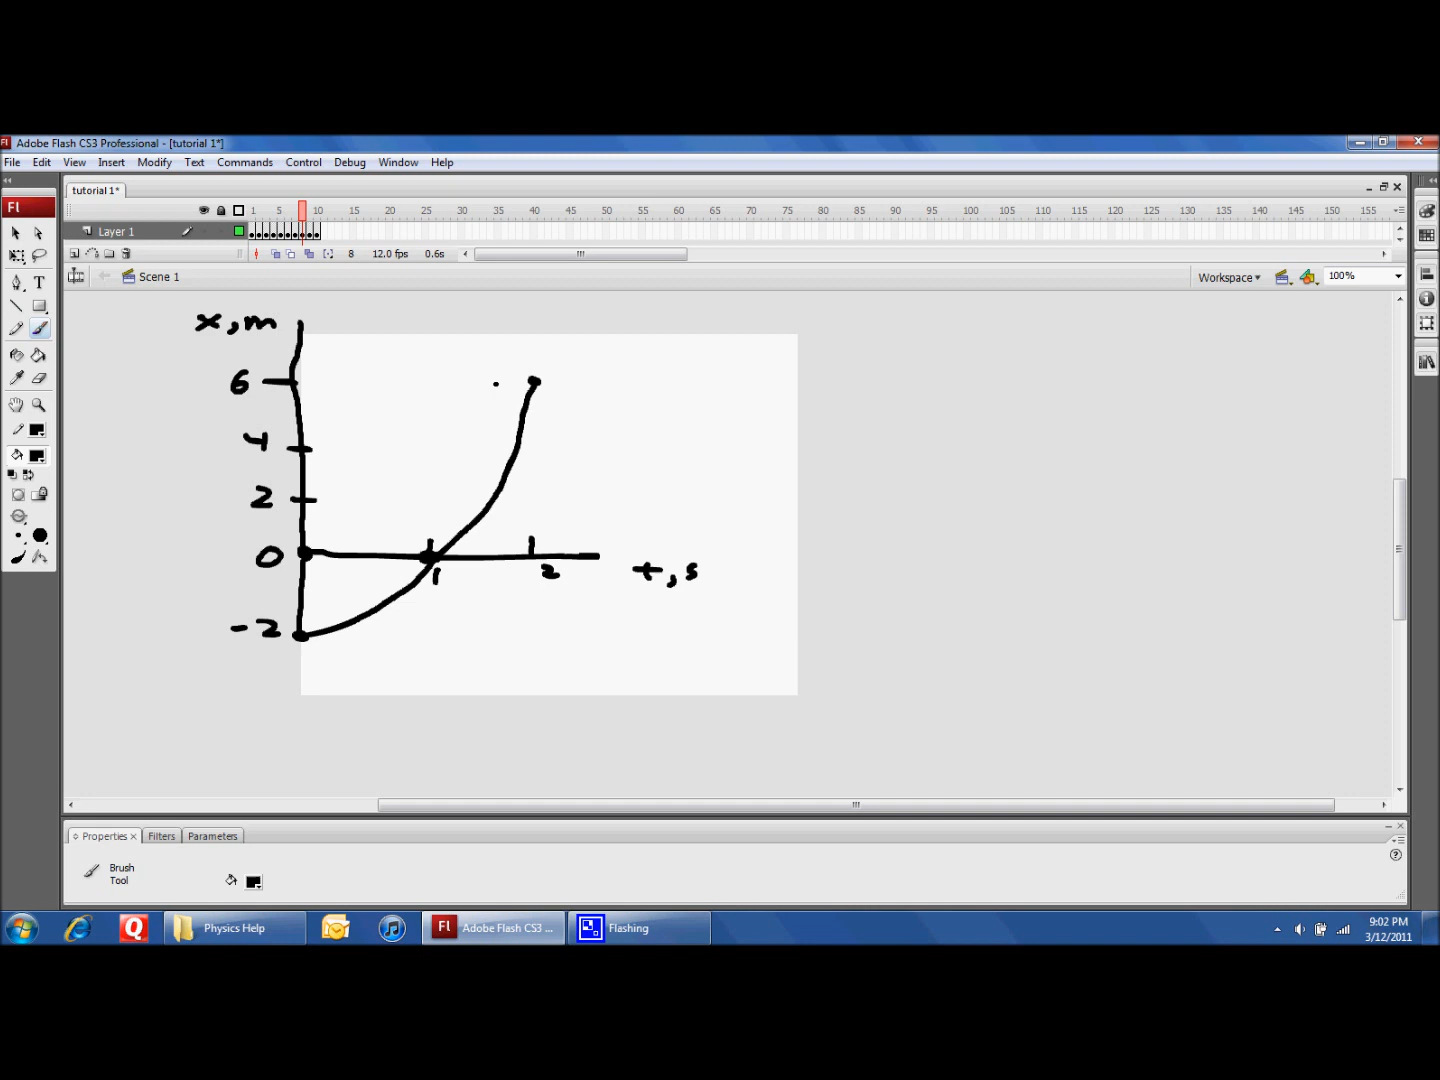 Adobe Flash CS3 Professional - [tutorial 1*]
File Edit View Insert Modify Text Commands Control Debug Window Help
tutorial 1*
Fl
1 5 10 15 20 25 30 35 40 45 50 55 60 65 70 75 80 85 90 95 100 105 110 115 120 125 130 135 140 145 150 155
Layer 1
8 12.0 fps 0.6s
Scene 1
Workspace 100%
x, m
6
4
2
0
1 2 t, s
-2
Properties Filters Parameters
Brush
Tool
Physics Help
Fl Adobe Flash CS3 ...
Flashing
9:02 PM
3/12/2011